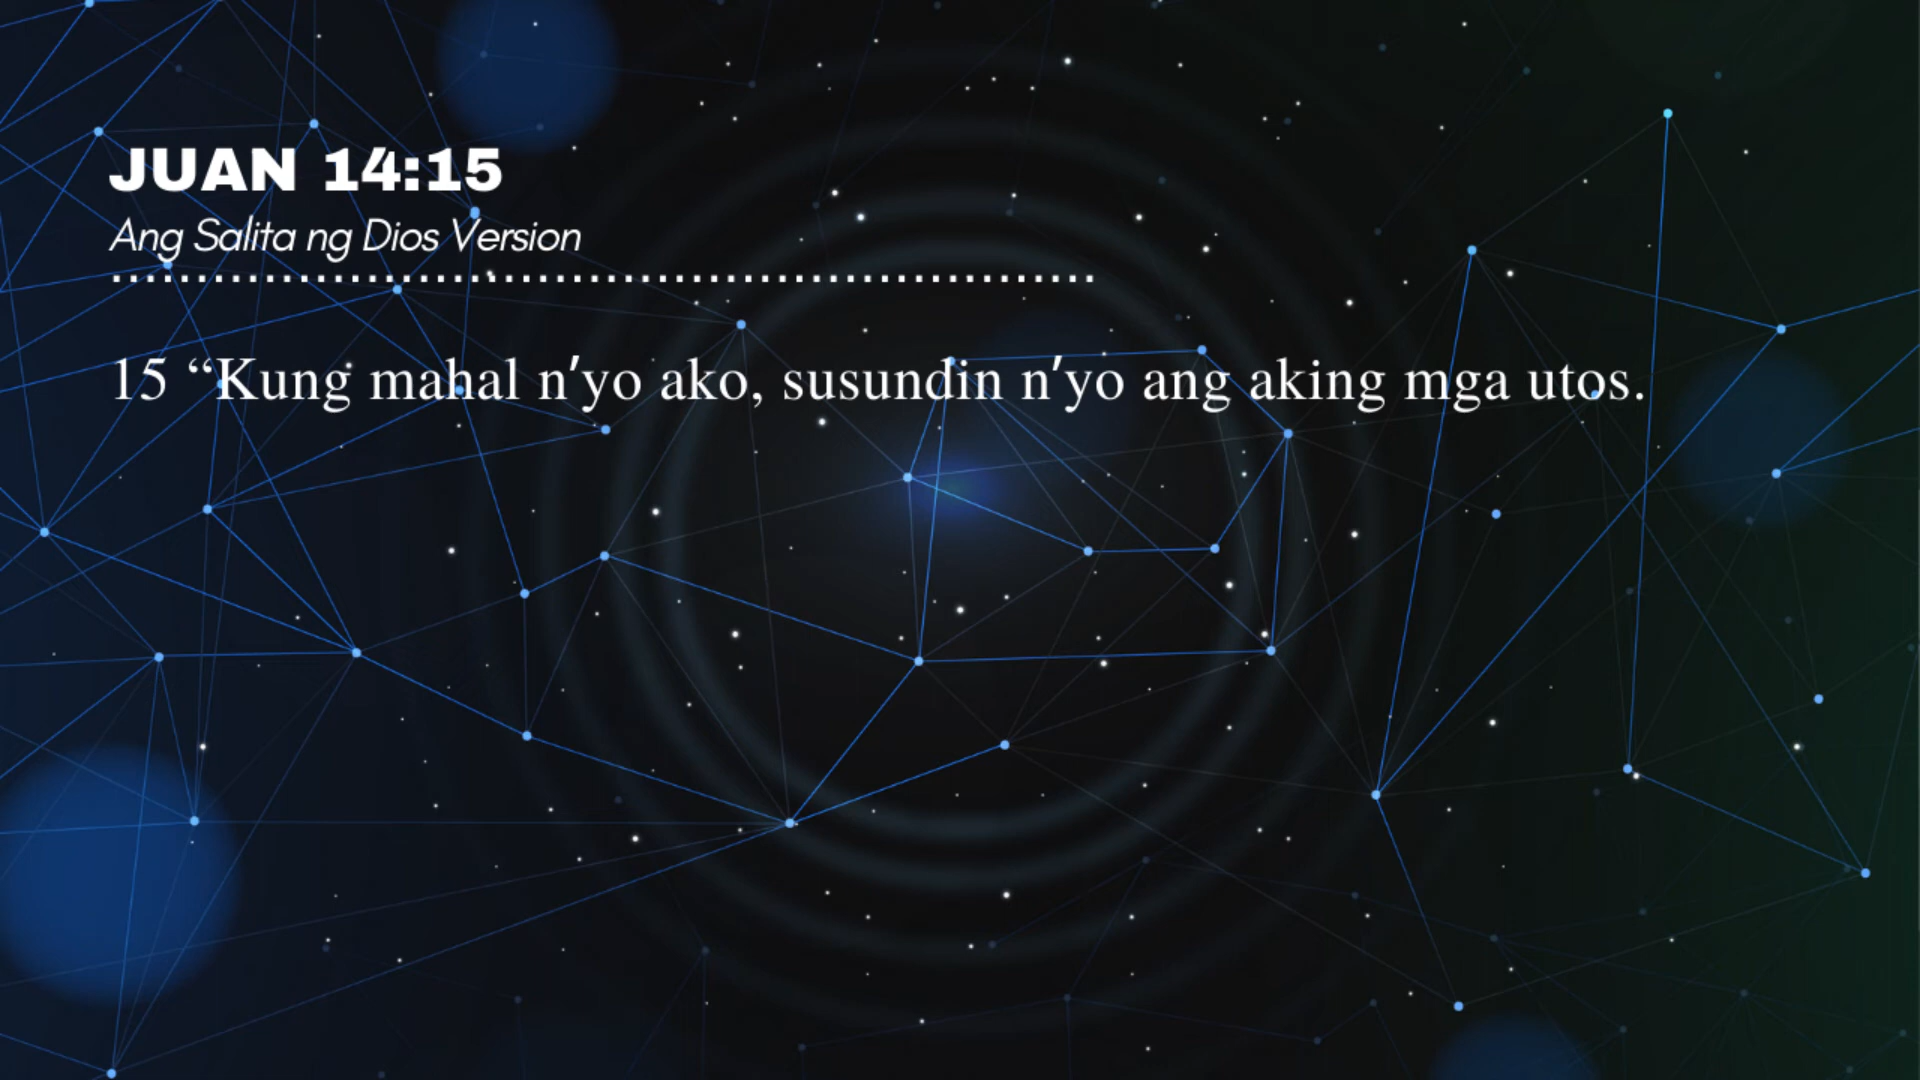 JUAN 14:15
Ang Salita ng Dios Version
15 “Kung mahal n'yo ako, susundin n'yo ang aking mga utos.